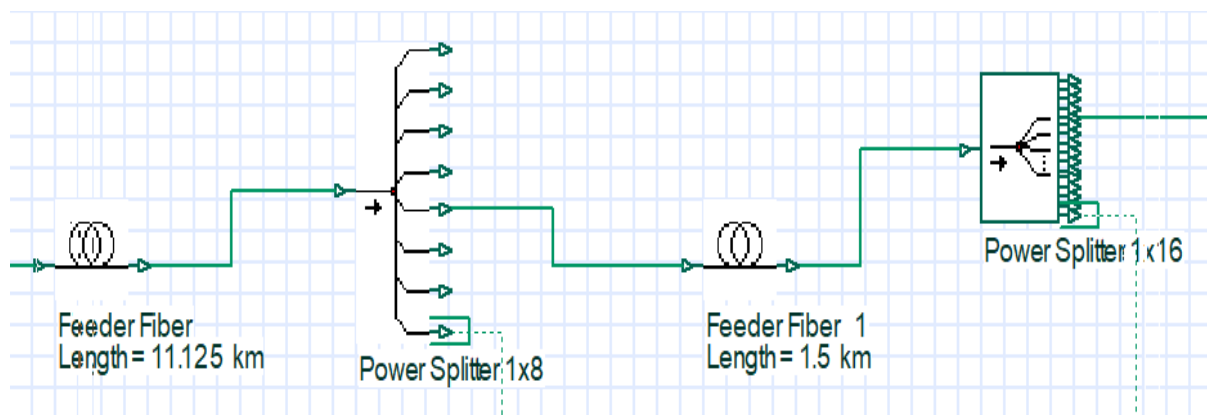 Feeder Fiber
Length = 11.125 km
Power Splitter 1x8
Feeder Fiber 1
Length = 1.5 km
Power Splitter 1x16